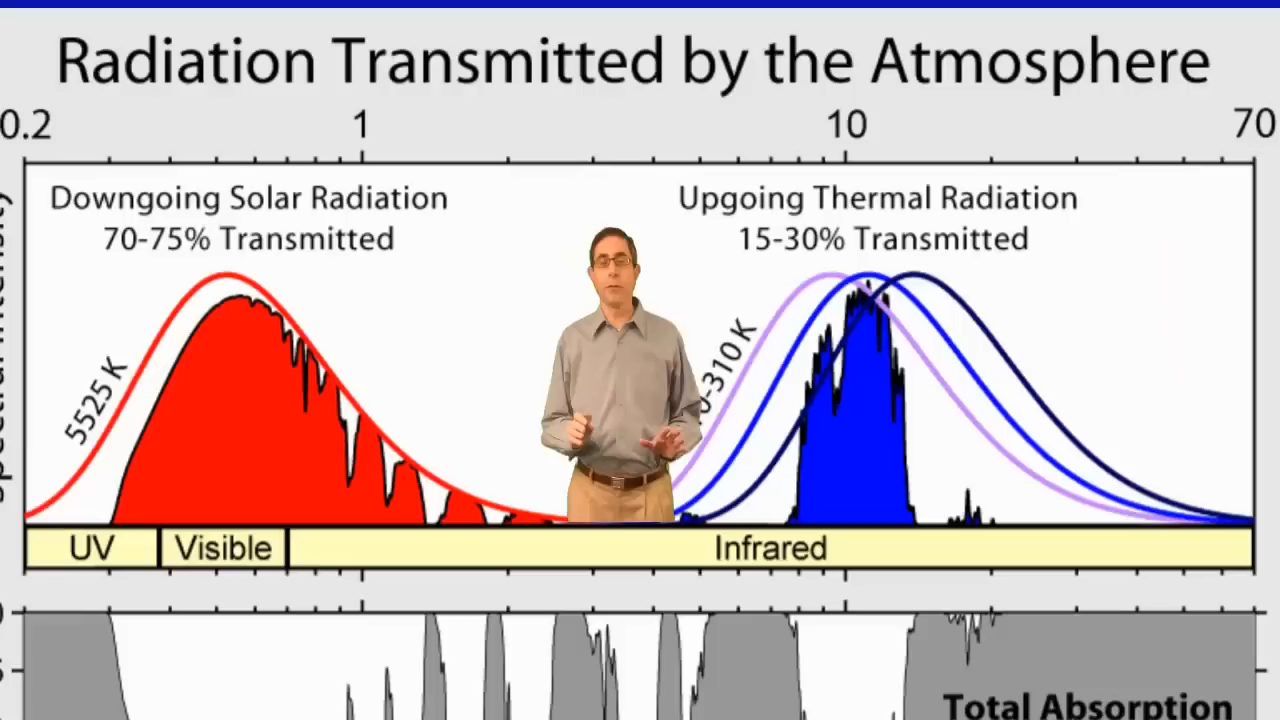 Radiation Transmitted by the Atmosphere
0.2 1 10 70
Downgoing Solar Radiation
70-75% Transmitted
Upgoing Thermal Radiation
15-30% Transmitted
5525 K
0-310 K
UV Visible Infrared
Total Absorption